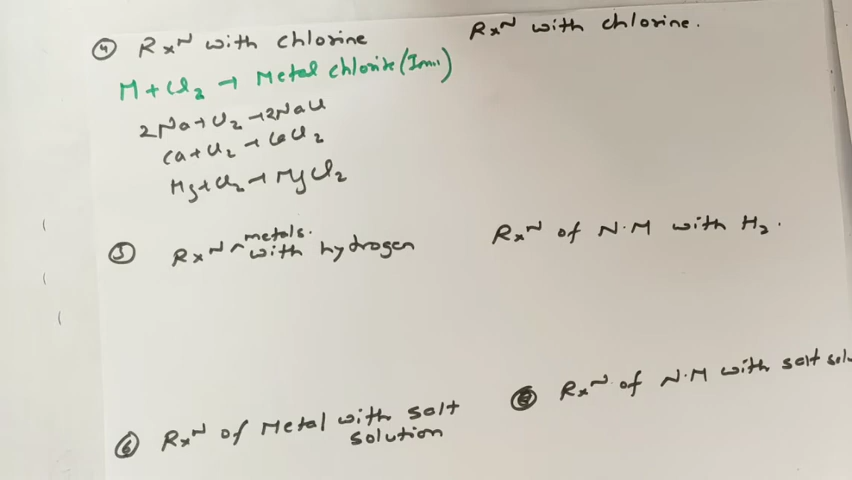 ④ Rxᴺ with chlorine
M + Cl₂ → Metal chlorite (Ionic)
2Na + Cl₂ → 2NaCl
Ca + Cl₂ → CaCl₂
Mg + Cl₂ → MgCl₂
Rxᴺ with chlorine.
⑤ Rxᴺ ^ metals. with hydrogen
Rxᴺ of N.M with H₂.
⑥ Rxᴺ of Metal with salt
solution
Rxᴺ of N.M with salt solu